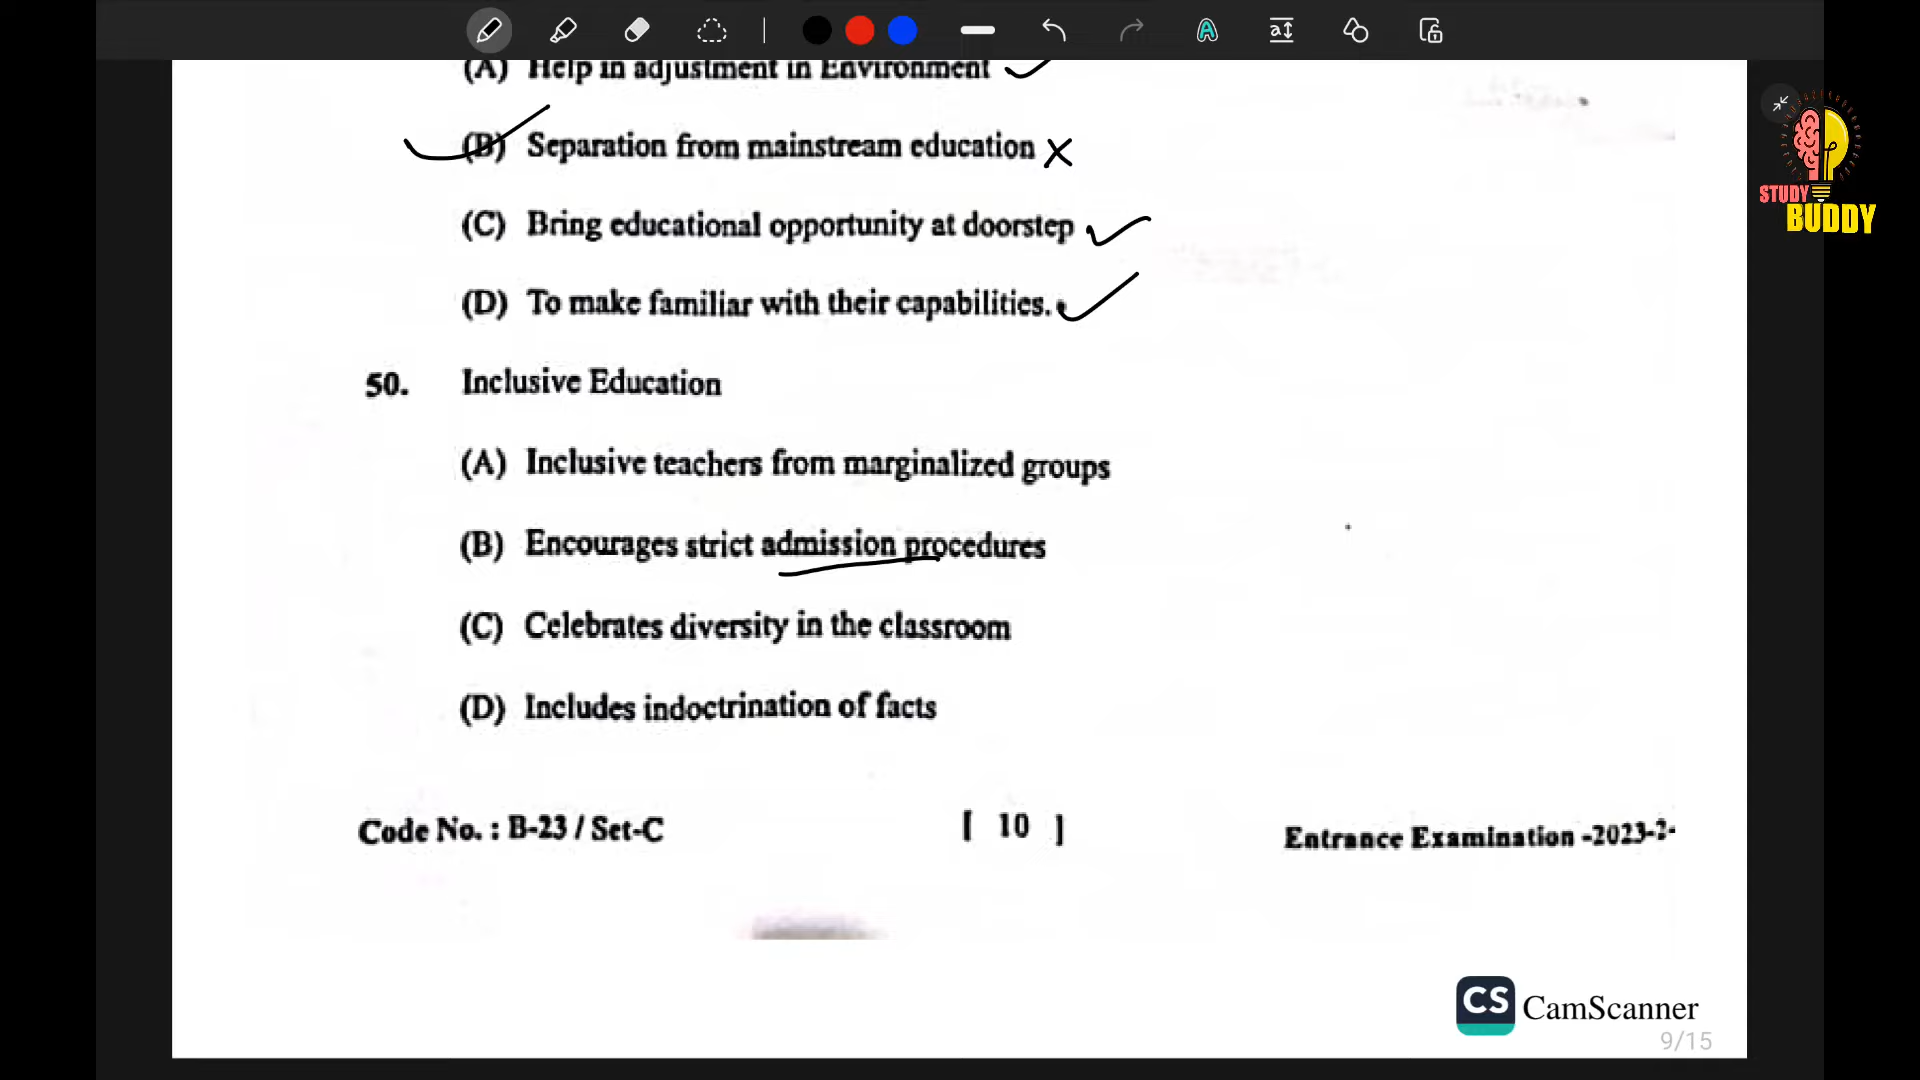 (A) Help in adjustment in Environment
(B) Separation from mainstream education
(C) Bring educational opportunity at doorstep
(D) To make familiar with their capabilities.
50. Inclusive Education
(A) Inclusive teachers from marginalized groups
(B) Encourages strict admission procedures
(C) Celebrates diversity in the classroom
(D) Includes indoctrination of facts
Code No. : B-23 / Set-C [ 10 ] Entrance Examination -2023-2-
CS CamScanner
9/15
STUDY
BUDDY